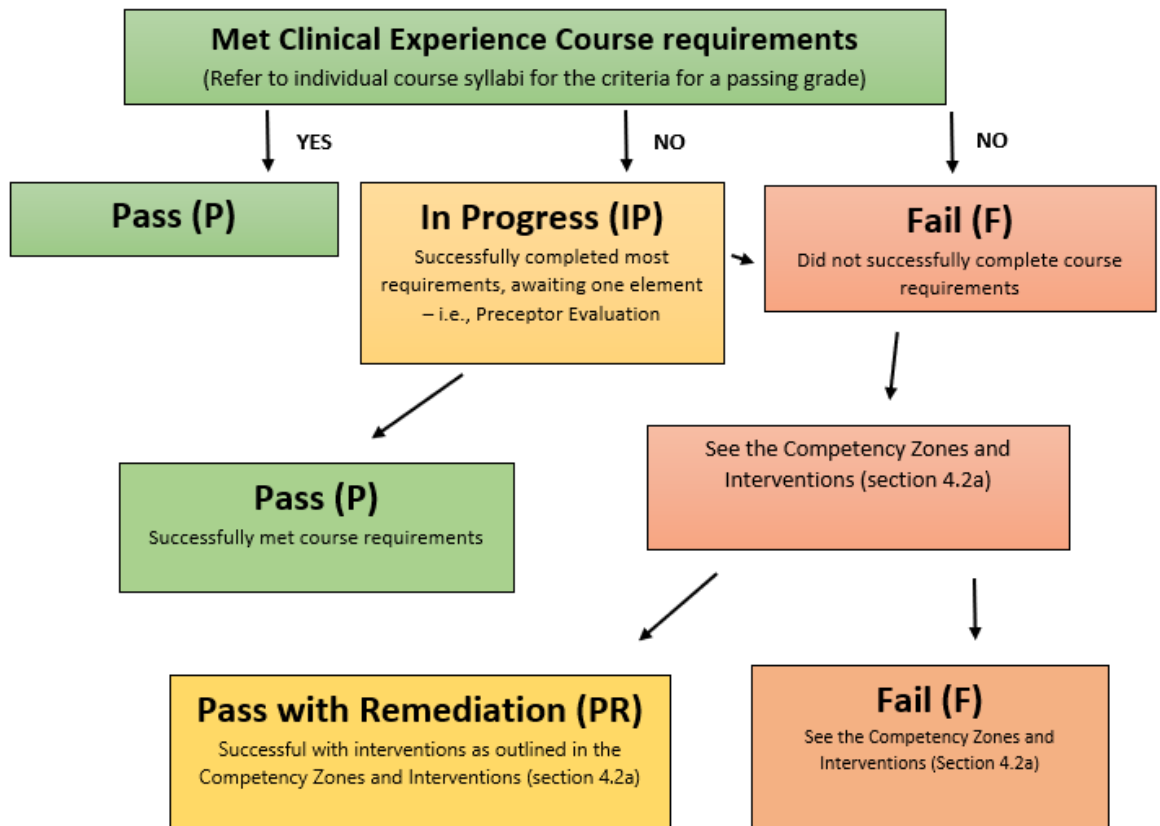 Met Clinical Experience Course requirements
(Refer to individual course syllabi for the criteria for a passing grade)
YES
NO
NO
Pass (P)
In Progress (IP)
Successfully completed most
requirements, awaiting one element
– i.e., Preceptor Evaluation
Fail (F)
Did not successfully complete course
requirements
See the Competency Zones and
Interventions (section 4.2a)
Pass (P)
Successfully met course requirements
Pass with Remediation (PR)
Successful with interventions as outlined in the
Competency Zones and Interventions (section 4.2a)
Fail (F)
See the Competency Zones and
Interventions (Section 4.2a)